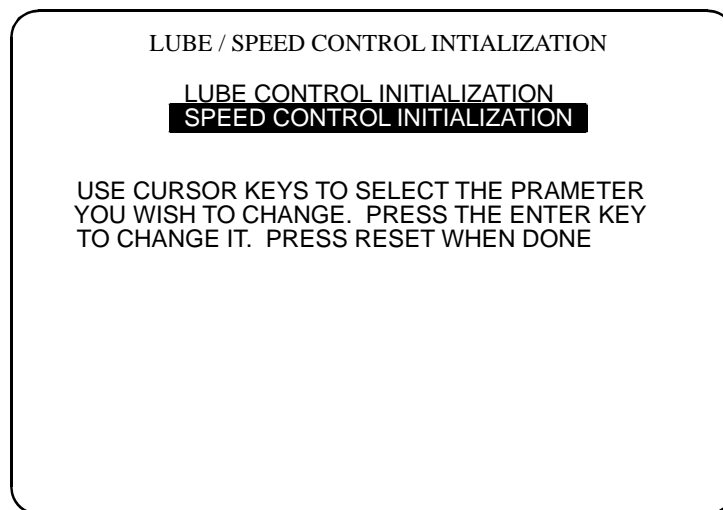 LUBE / SPEED CONTROL INTIALIZATION
LUBE CONTROL INITIALIZATION
SPEED CONTROL INITIALIZATION
USE CURSOR KEYS TO SELECT THE PRAMETER
YOU WISH TO CHANGE. PRESS THE ENTER KEY
TO CHANGE IT. PRESS RESET WHEN DONE